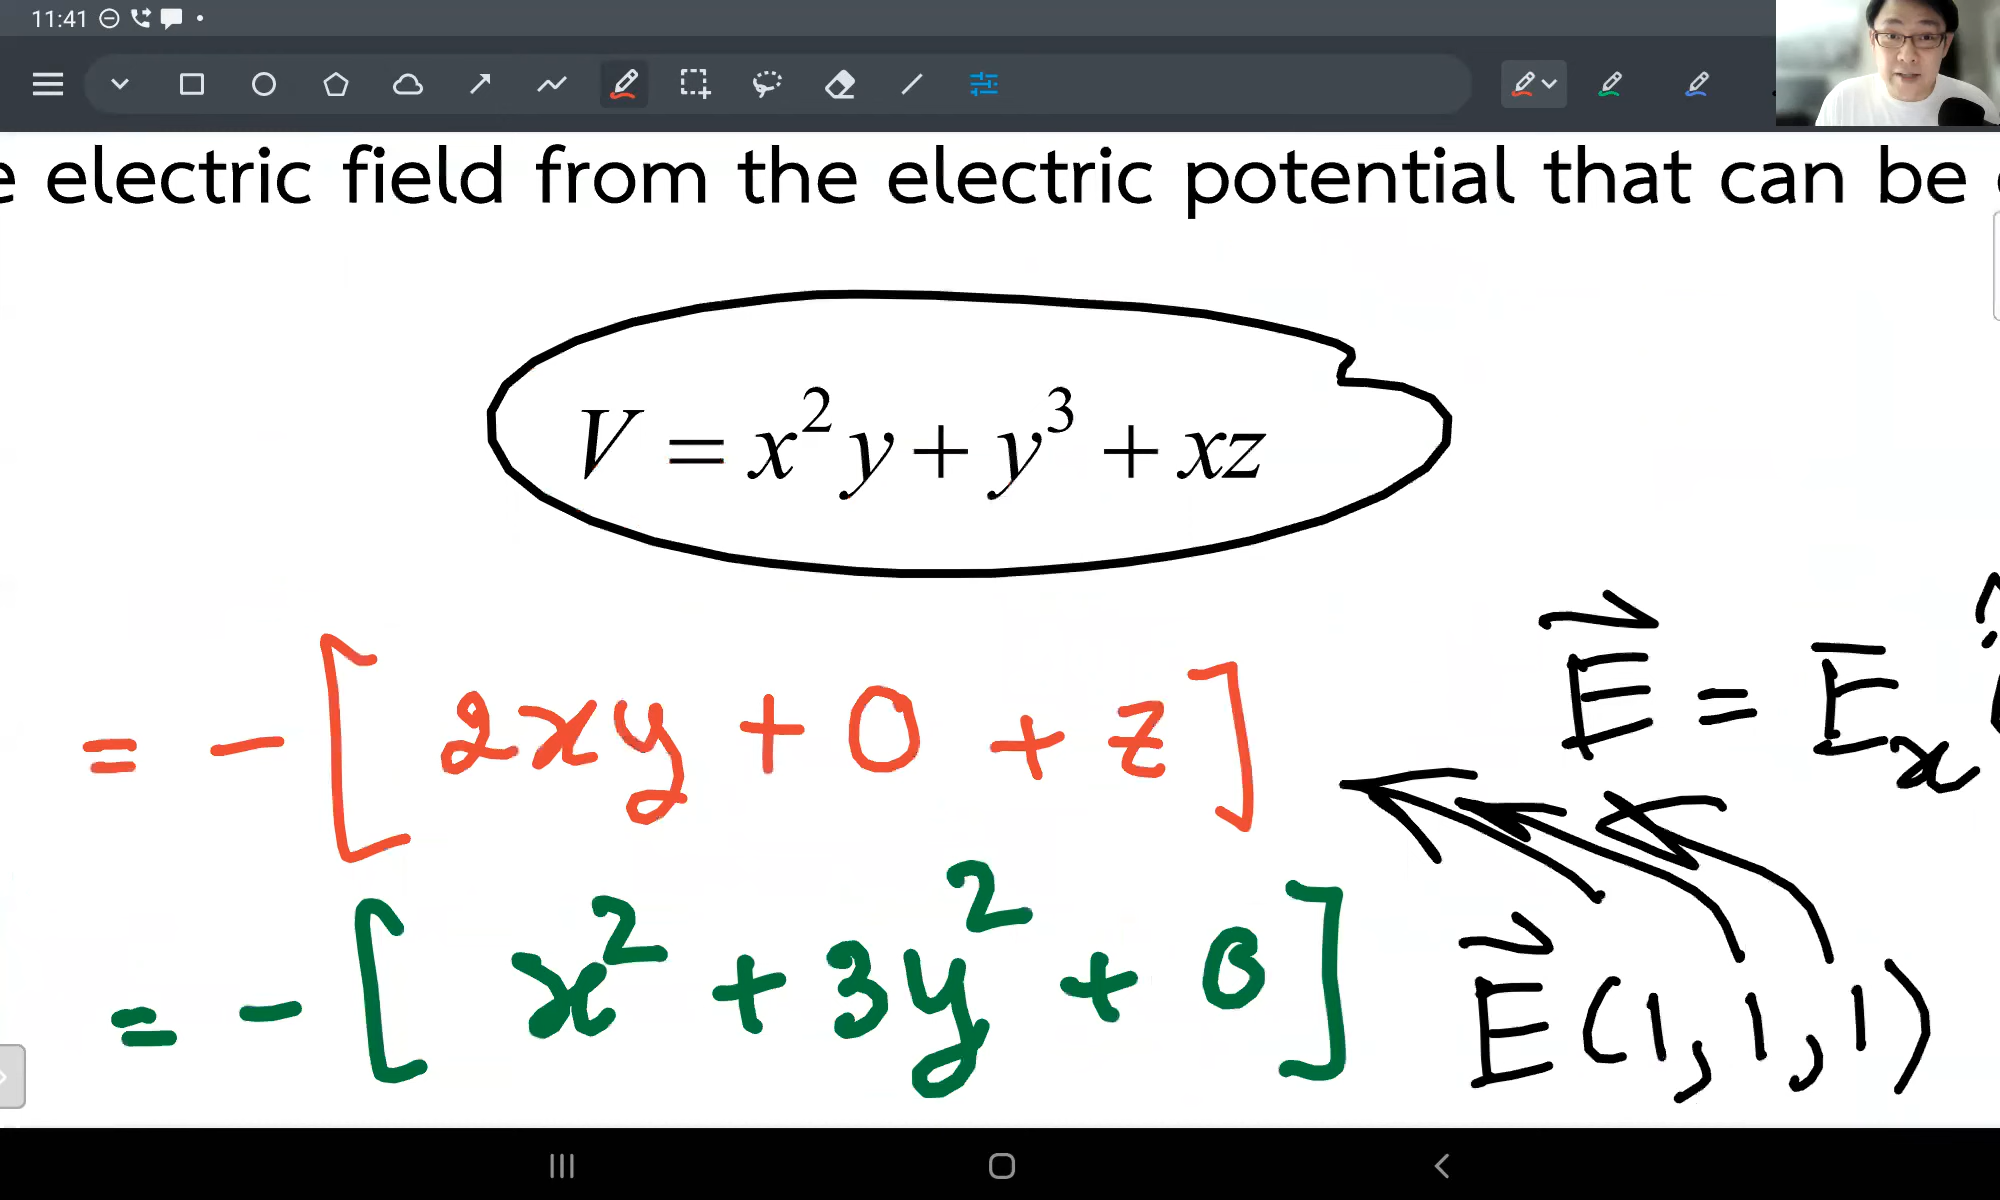 11:41
e electric field from the electric potential that can be
V = x²y + y³ + xz
= - [ 2xy + 0 + z ]
E⃗ = E̅ₓ
= - [ x² + 3y² + 0 ]
E⃗ (1, 1, 1)